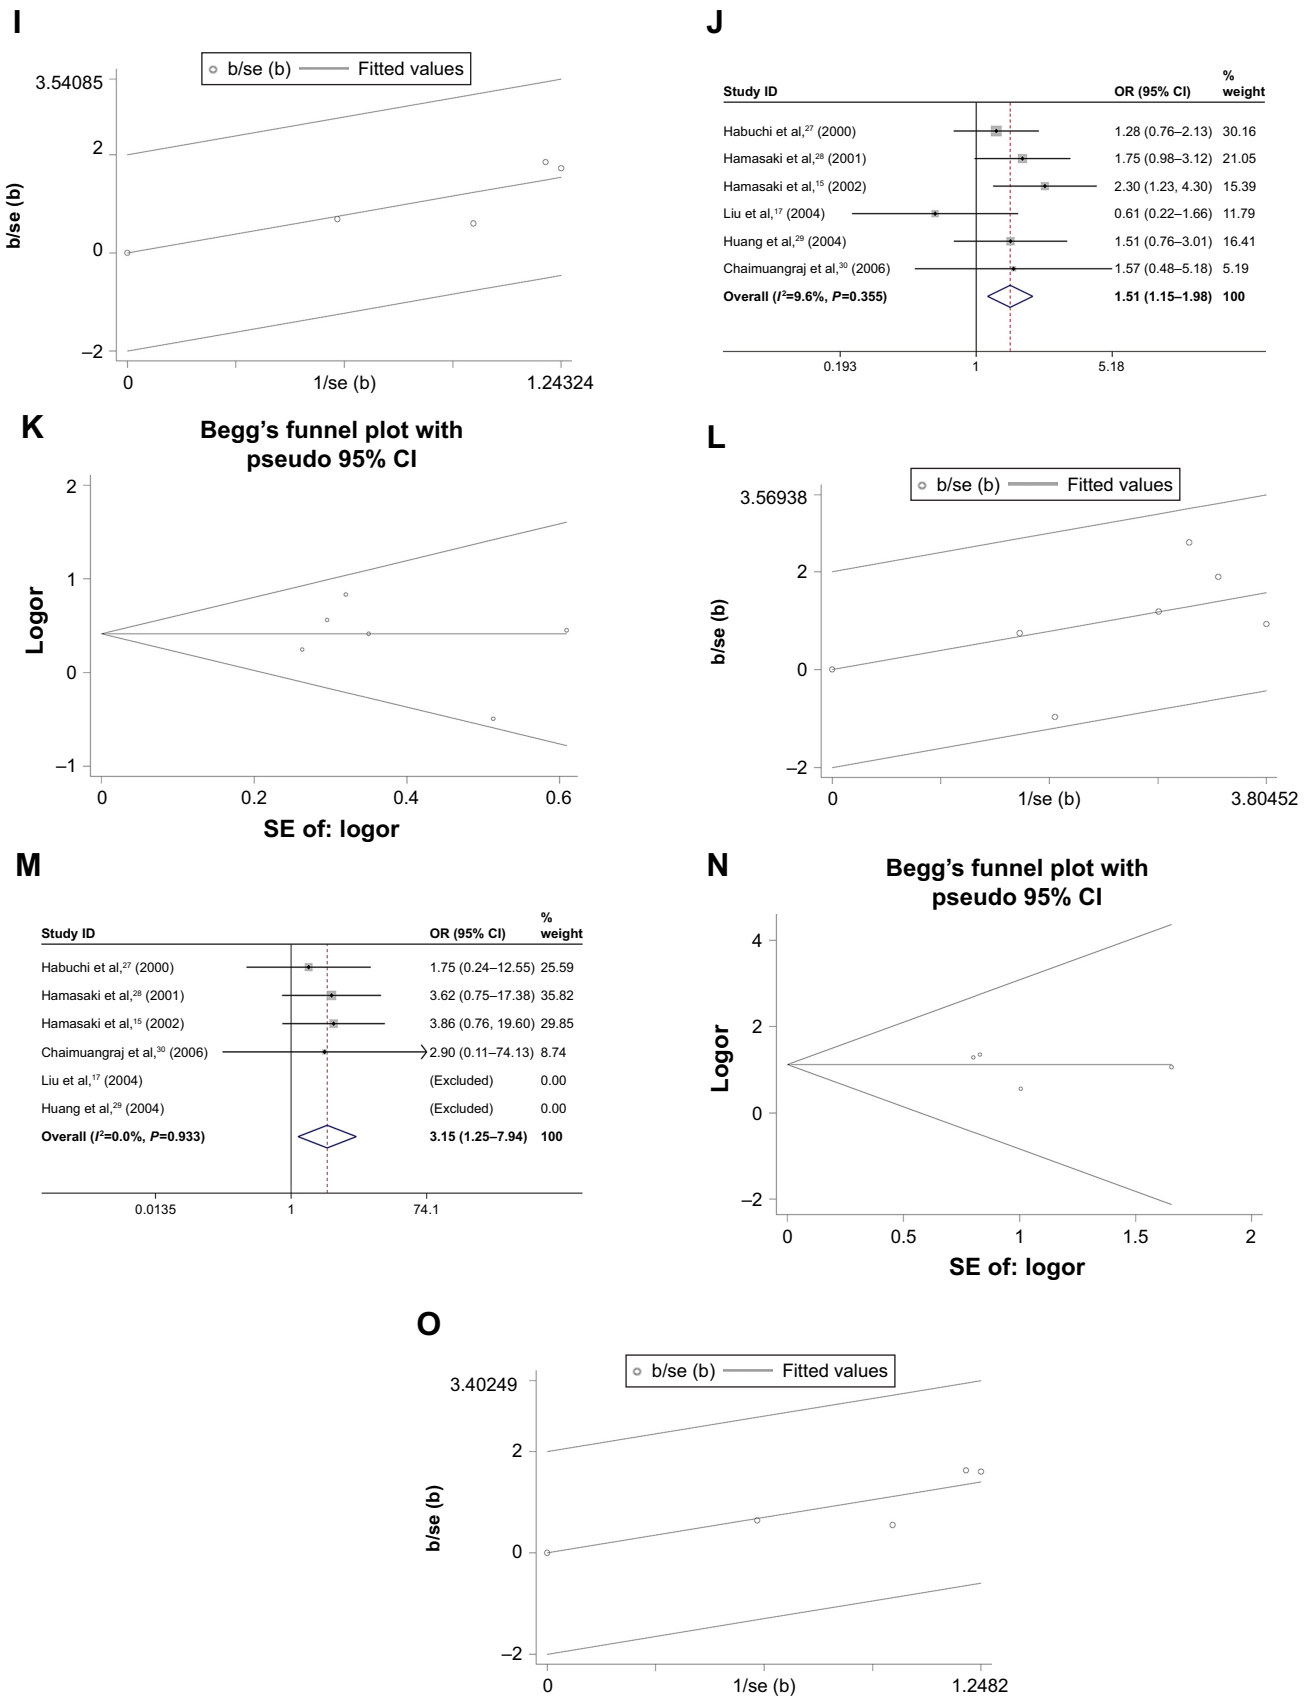 I
b/se (b) Fitted values
3.54085
2
0
–2
b/se (b)
0 1/se (b) 1.24324
J
Study ID OR (95% CI) % weight
Habuchi et al,27 (2000) 1.28 (0.76–2.13) 30.16
Hamasaki et al,28 (2001) 1.75 (0.98–3.12) 21.05
Hamasaki et al,15 (2002) 2.30 (1.23, 4.30) 15.39
Liu et al,17 (2004) 0.61 (0.22–1.66) 11.79
Huang et al,29 (2004) 1.51 (0.76–3.01) 16.41
Chaimuangraj et al,30 (2006) 1.57 (0.48–5.18) 5.19
Overall (I2=9.6%, P=0.355) 1.51 (1.15–1.98) 100
0.193 1 5.18
K
Begg’s funnel plot with
pseudo 95% CI
2
1
0
–1
Logor
0 0.2 0.4 0.6
SE of: logor
L
b/se (b) Fitted values
3.56938
2
0
–2
b/se (b)
0 1/se (b) 3.80452
M
Study ID OR (95% CI) % weight
Habuchi et al,27 (2000) 1.75 (0.24–12.55) 25.59
Hamasaki et al,28 (2001) 3.62 (0.75–17.38) 35.82
Hamasaki et al,15 (2002) 3.86 (0.76, 19.60) 29.85
Chaimuangraj et al,30 (2006) 2.90 (0.11–74.13) 8.74
Liu et al,17 (2004) (Excluded) 0.00
Huang et al,29 (2004) (Excluded) 0.00
Overall (I2=0.0%, P=0.933) 3.15 (1.25–7.94) 100
0.0135 1 74.1
N
Begg’s funnel plot with
pseudo 95% CI
4
2
0
–2
Logor
0 0.5 1 1.5 2
SE of: logor
O
b/se (b) Fitted values
3.40249
2
0
–2
b/se (b)
0 1/se (b) 1.2482